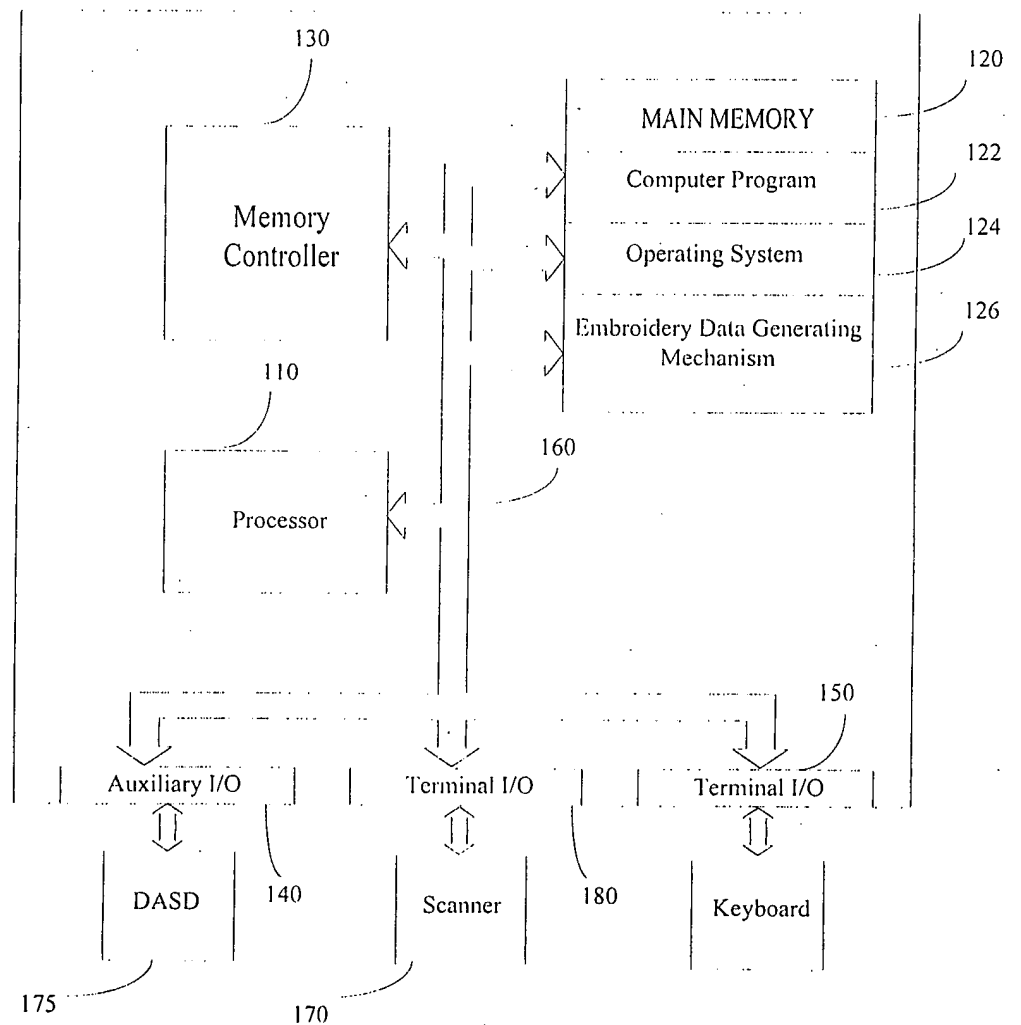 130
120
MAIN MEMORY
122
Computer Program
Memory
Controller
124
Operating System
126
Embroidery Data Generating
Mechanism
110
160
Processor
150
Auxiliary I/O
Terminal I/O
Terminal I/O
140
180
DASD
Scanner
Keyboard
175
170